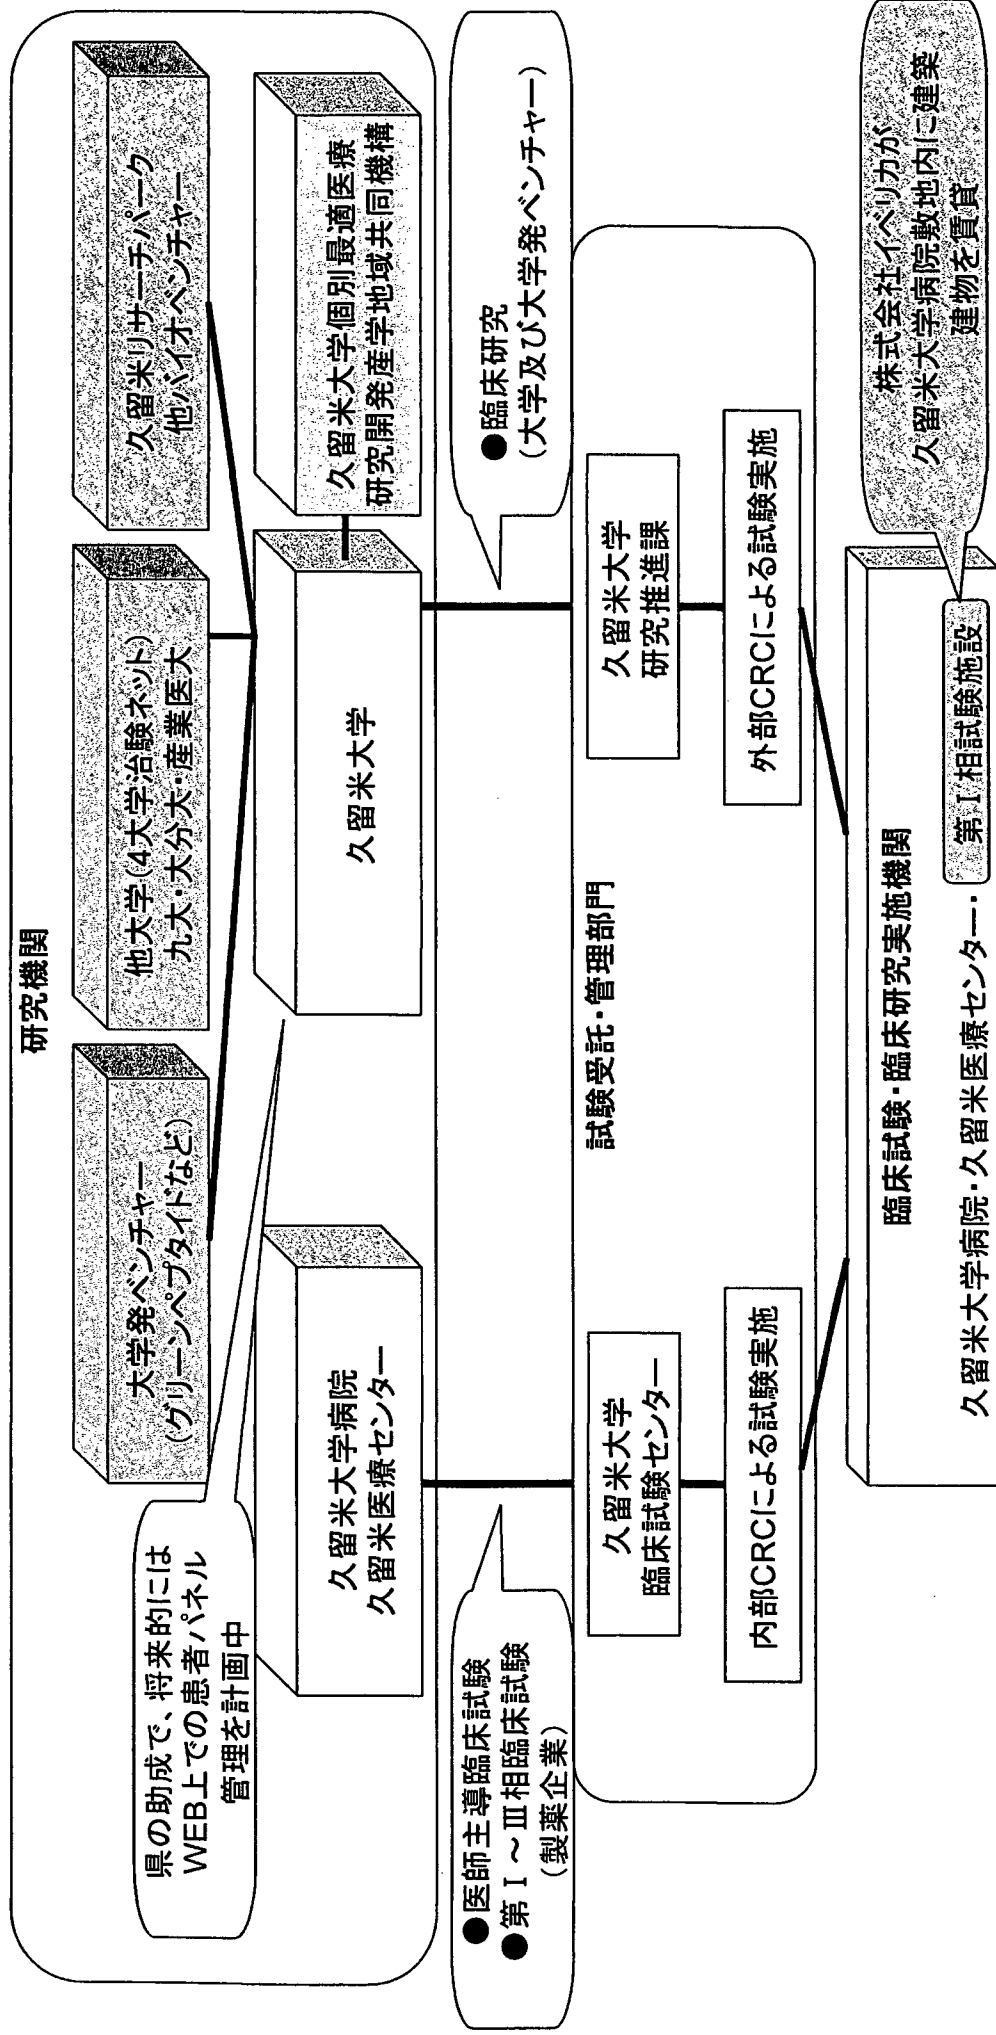 研究機関
大学発ベンチャー
(グリーンペプタイドなど)
他大学(4大学治験ネット)
九大・大分大・産業医大
久留米リサーチパーク
他バイオベンチャー
県の助成で、将来的には
WEB上での患者パネル
管理を計画中
久留米大学病院
久留米医療センター
久留米大学
久留米大学個別最適医療
研究開発産学地域共同機構
●医師主導臨床試験
●第Ⅰ～Ⅲ相臨床試験
(製薬企業)
●臨床研究
(大学及び大学発ベンチャー)
試験受託・管理部門
久留米大学
臨床試験センター
久留米大学
研究推進課
内部CRCによる試験実施
外部CRCによる試験実施
臨床試験・臨床研究実施機関
久留米大学病院・久留米医療センター・
第Ⅰ相試験施設
株式会社イベリカが
久留米大学病院敷地内に建築
建物を賃貸